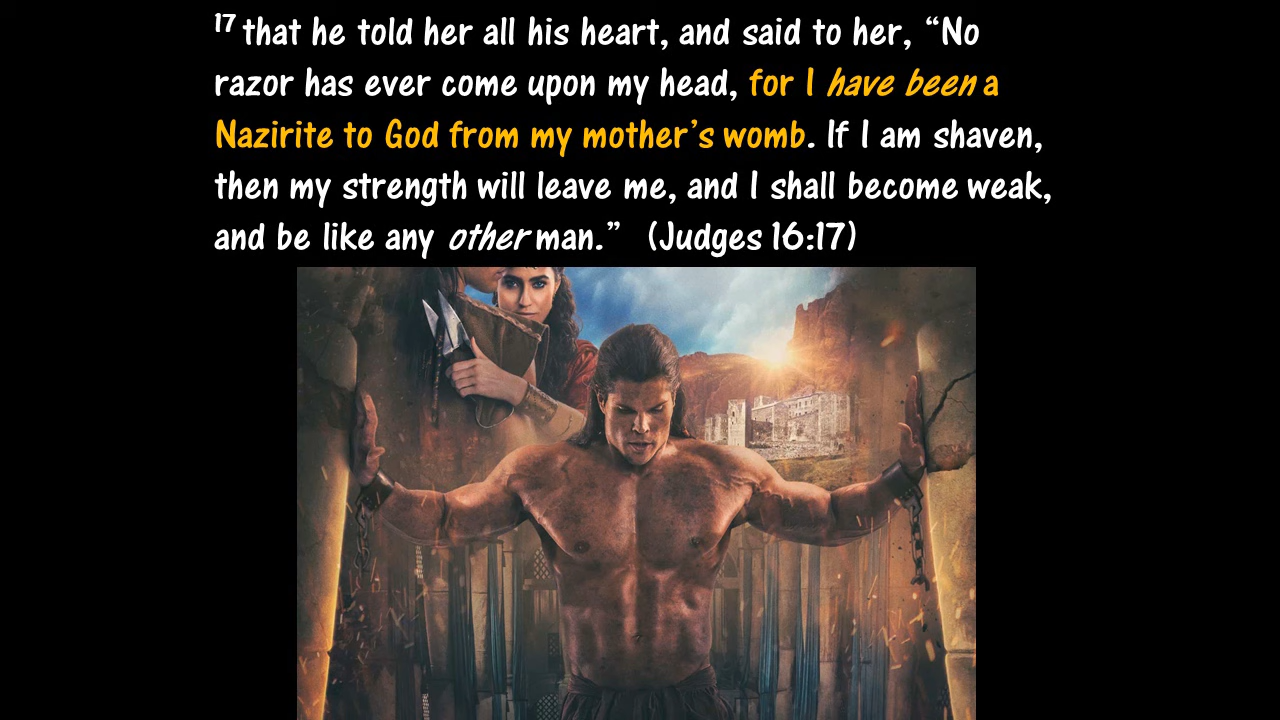 17 that he told her all his heart, and said to her, “No
razor has ever come upon my head, for I have been a
Nazirite to God from my mother’s womb. If I am shaven,
then my strength will leave me, and I shall become weak,
and be like any other man.” (Judges 16:17)